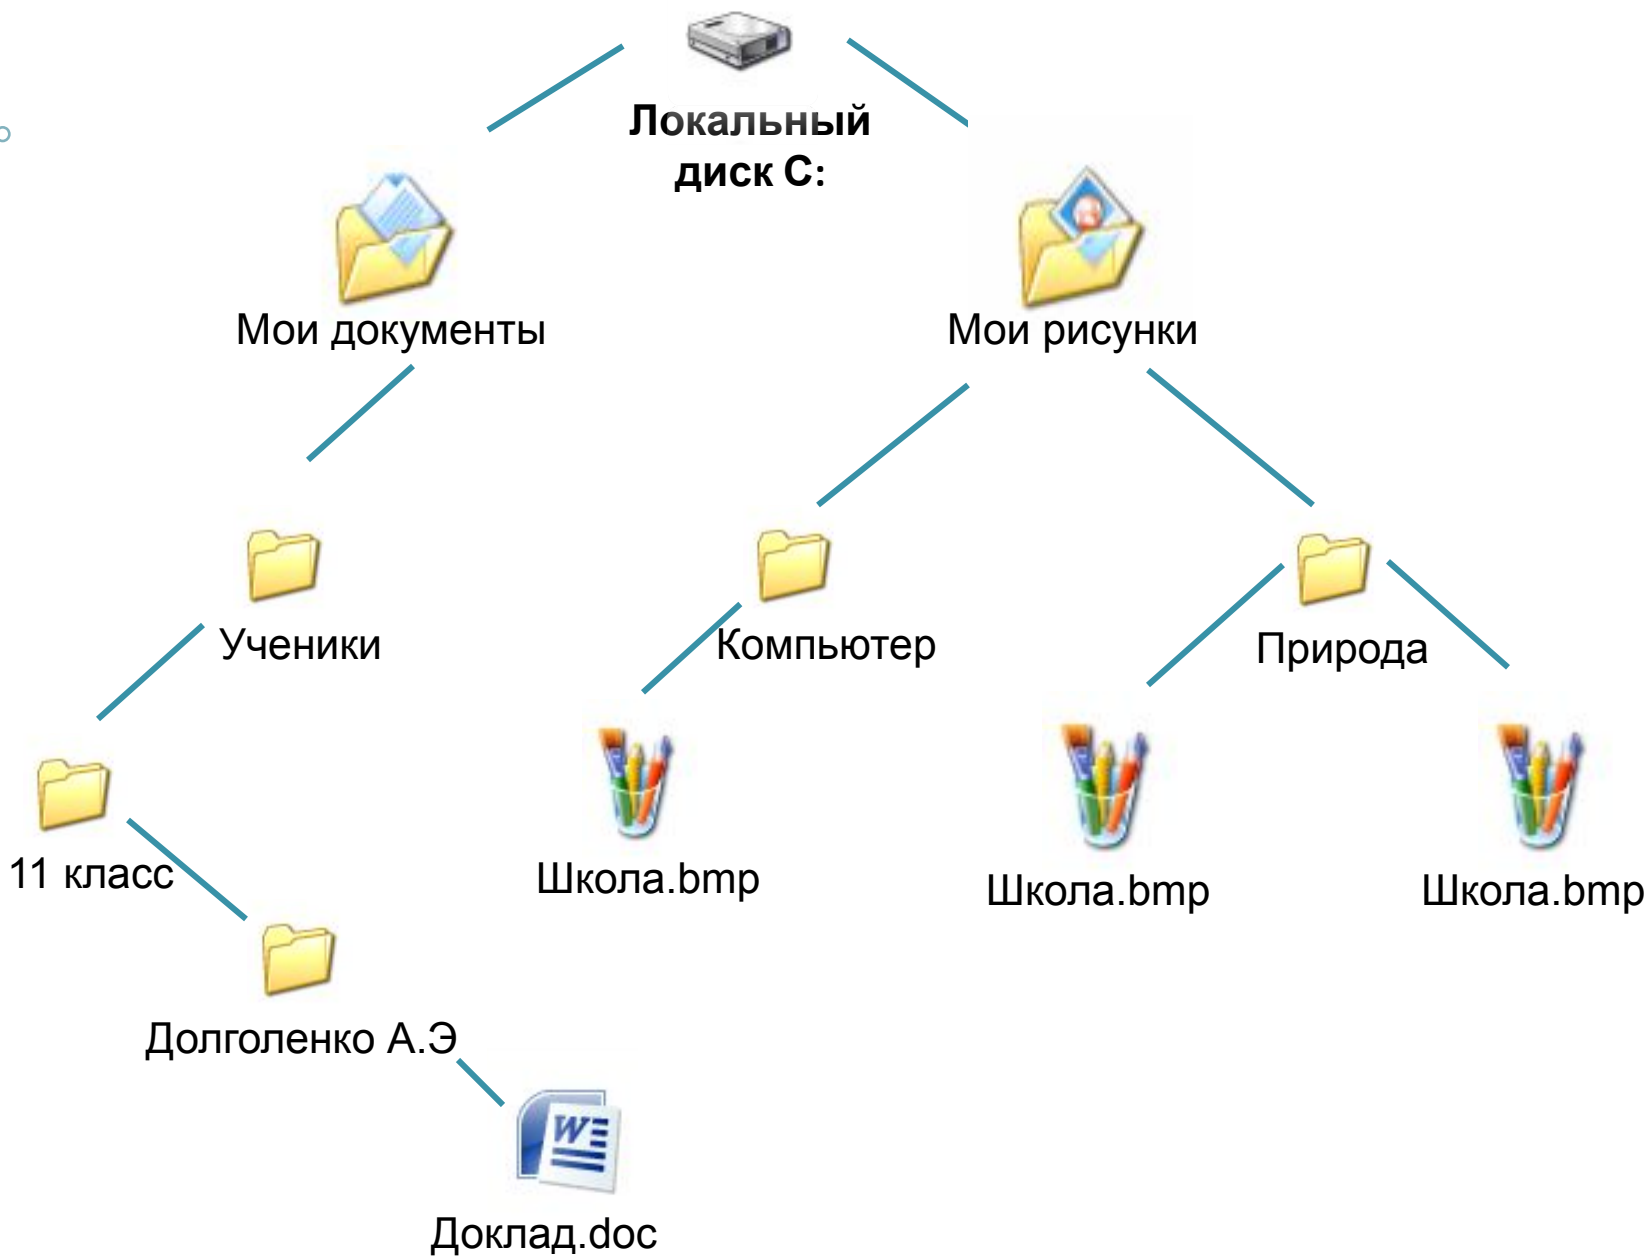 Локальный
диск С:
Мои документы
Мои рисунки
Ученики
Компьютер
Природа
11 класс
Школа.bmp
Школа.bmp
Школа.bmp
Долголенко А.Э
Доклад.doc